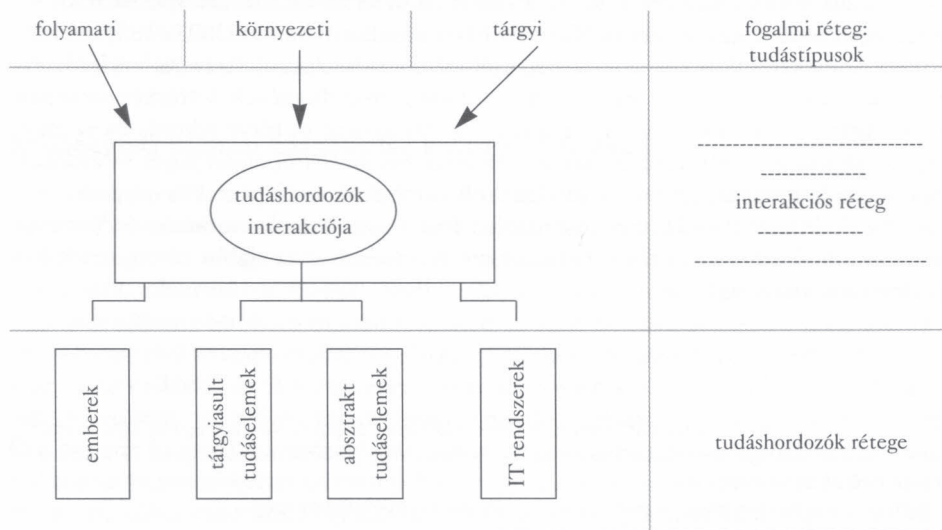 folyamati
környezeti
tárgyi
fogalmi réteg:
tudástípusok
tudáshordozók
interakciója
interakciós réteg
emberek
tárgyiasult
tudáselemek
absztrakt
tudáselemek
IT rendszerek
tudáshordozók rétege